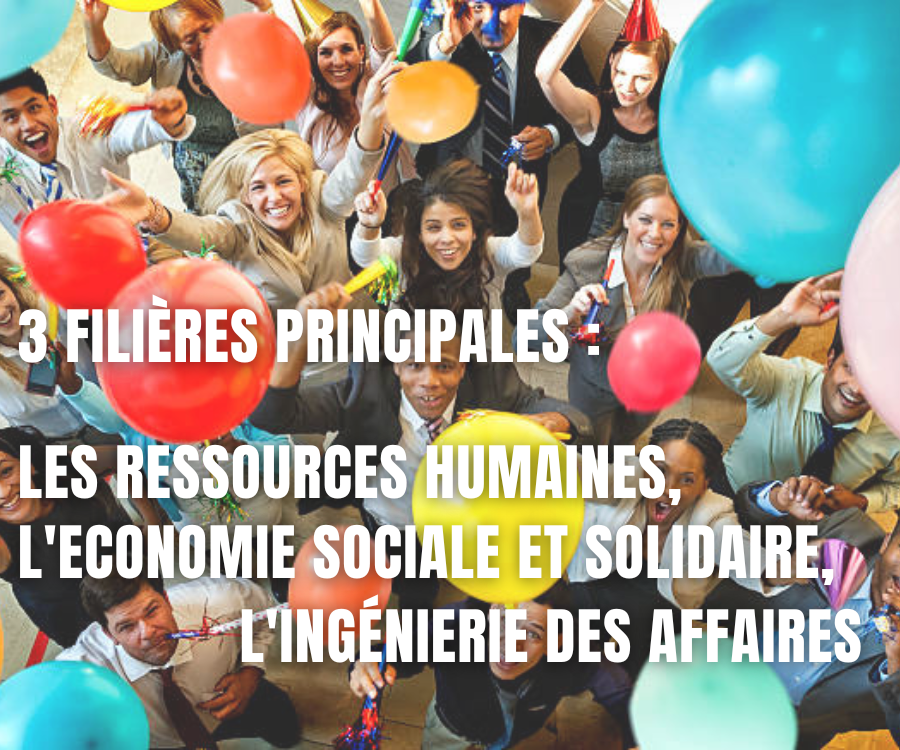 3 FILIÈRES PRINCIPALES :
LES RESSOURCES HUMAINES,
L'ECONOMIE SOCIALE ET SOLIDAIRE,
L'INGÉNIERIE DES AFFAIRES